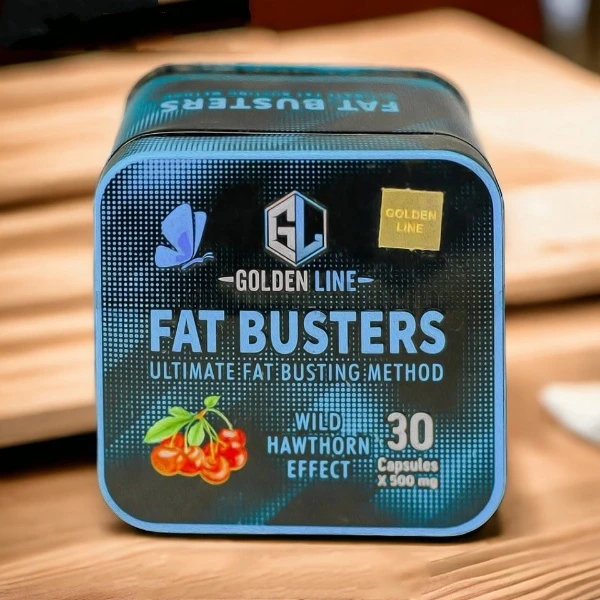 FAT BUSTERS
GL
GOLDEN
LINE
GOLDEN LINE
FAT BUSTERS
ULTIMATE FAT BUSTING METHOD
WILD
HAWTHORN
EFFECT
30
Capsules
X 500 mg